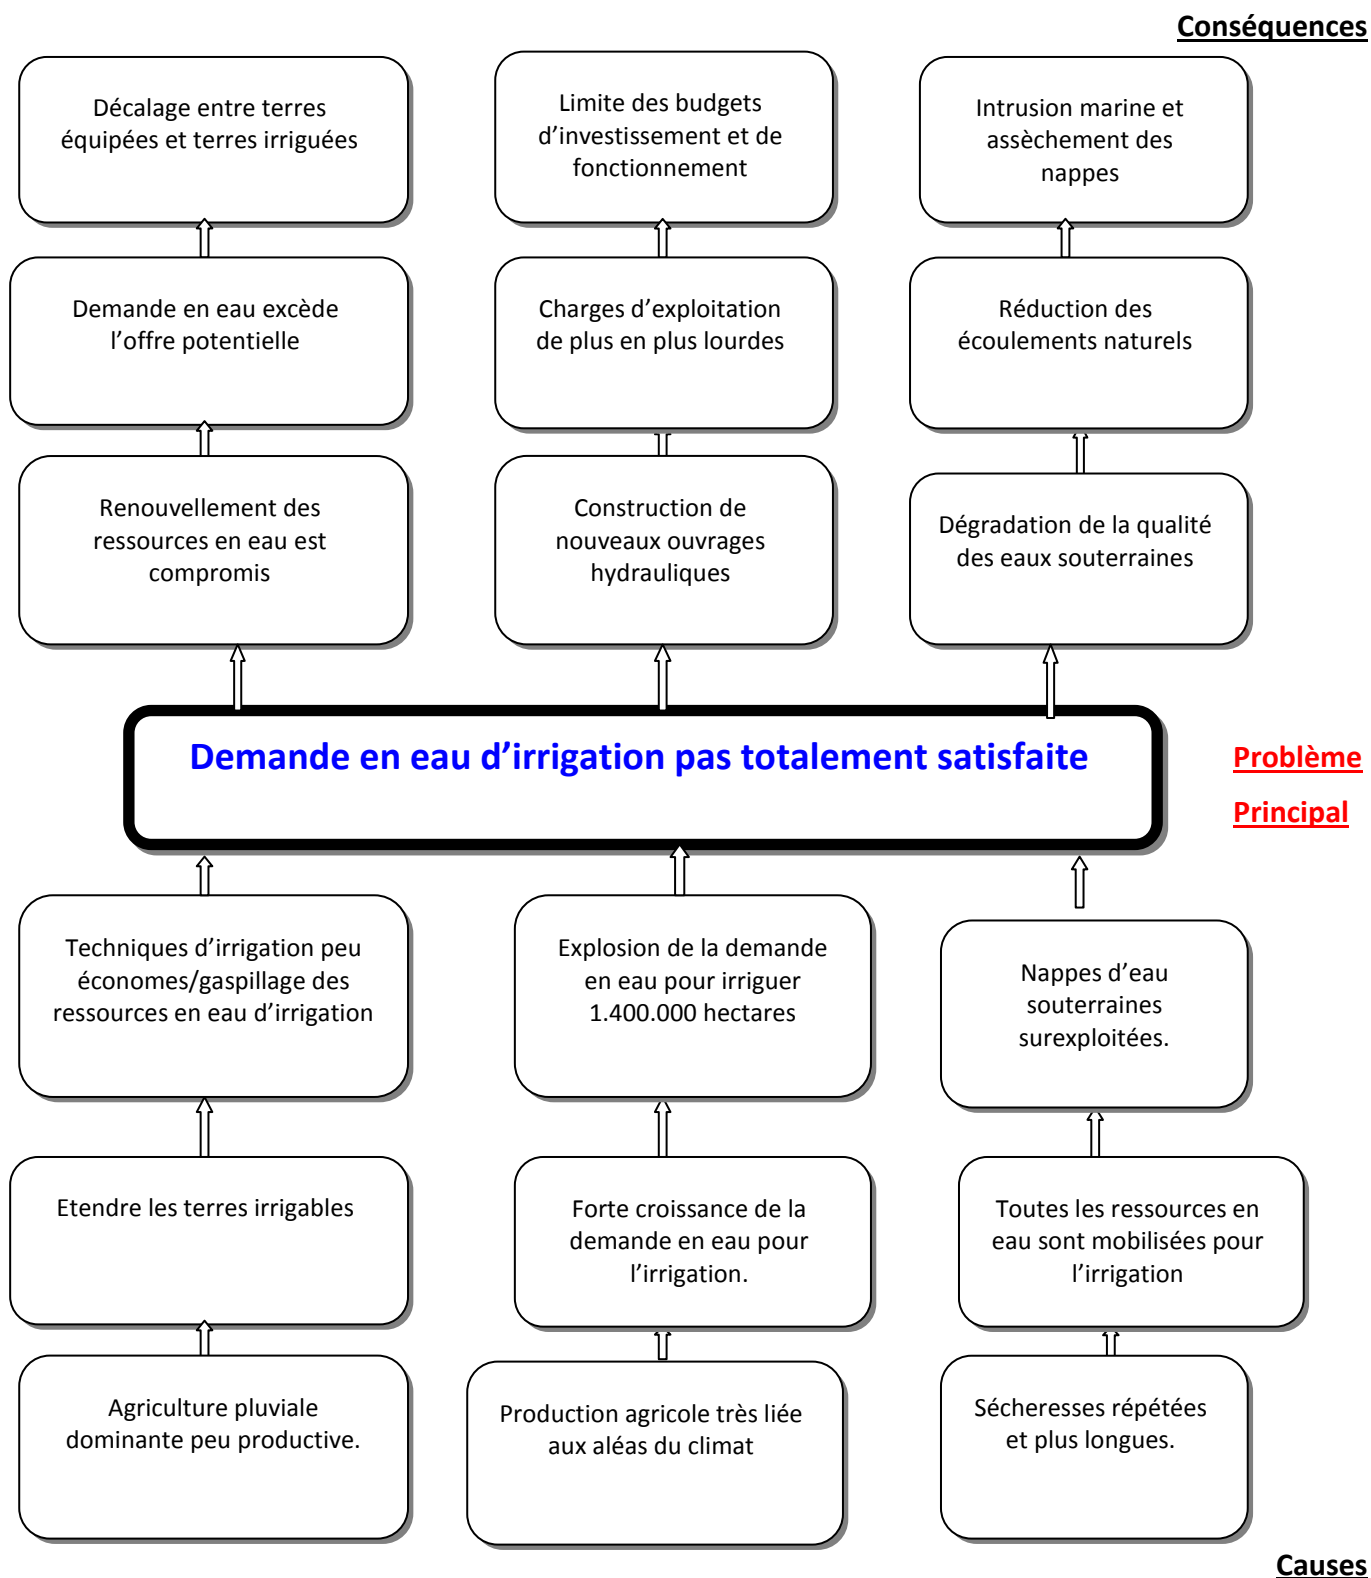 Conséquences
Décalage entre terres
équipées et terres irriguées
Limite des budgets
d’investissement et de
fonctionnement
Intrusion marine et
assèchement des
nappes
Demande en eau excède
l’offre potentielle
Charges d’exploitation
de plus en plus lourdes
Réduction des
écoulements naturels
Renouvellement des
ressources en eau est
compromis
Construction de
nouveaux ouvrages
hydrauliques
Dégradation de la qualité
des eaux souterraines
Demande en eau d’irrigation pas totalement satisfaite
Problème
Principal
Techniques d’irrigation peu
économes/gaspillage des
ressources en eau d’irrigation
Explosion de la demande
en eau pour irriguer
1.400.000 hectares
Nappes d’eau
souterraines
surexploitées.
Etendre les terres irrigables
Forte croissance de la
demande en eau pour
l’irrigation.
Toutes les ressources en
eau sont mobilisées pour
l’irrigation
Agriculture pluviale
dominante peu productive.
Production agricole très liée
aux aléas du climat
Sécheresses répétées
et plus longues.
Causes